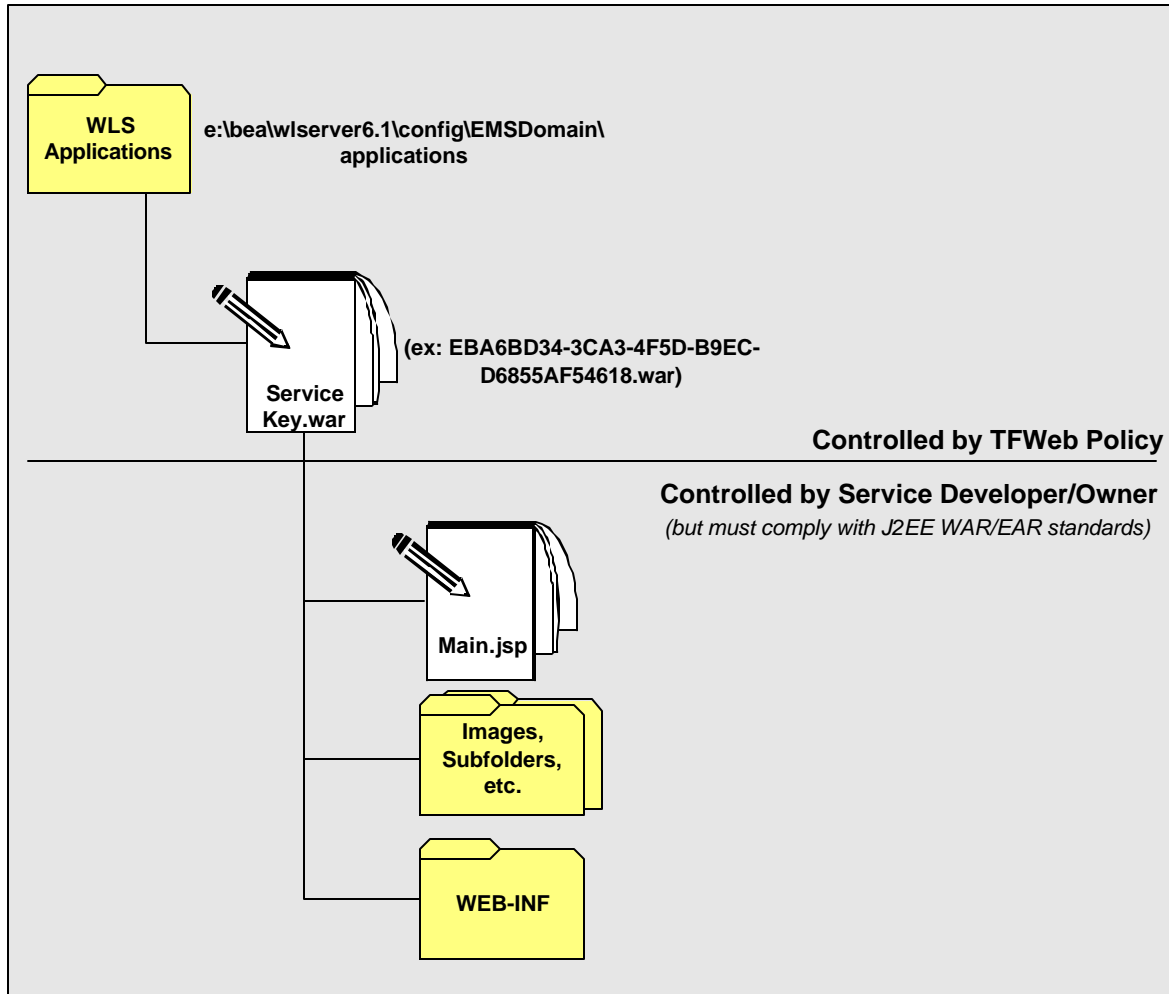 WLS
Applications
e:\bea\wlserver6.1\config\EMSDomain\
applications
(ex: EBA6BD34-3CA3-4F5D-B9EC-
D6855AF54618.war)
Service
Key.war
Controlled by TFWeb Policy
Controlled by Service Developer/Owner
(but must comply with J2EE WAR/EAR standards)
Main.jsp
Images,
Subfolders,
etc.
WEB-INF